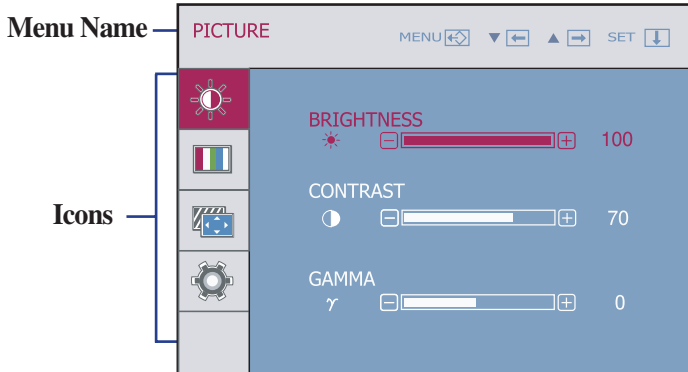 Menu Name
PICTURE MENU ▼ ▲ SET
Icons
BRIGHTNESS
100
CONTRAST
70
GAMMA
γ 0